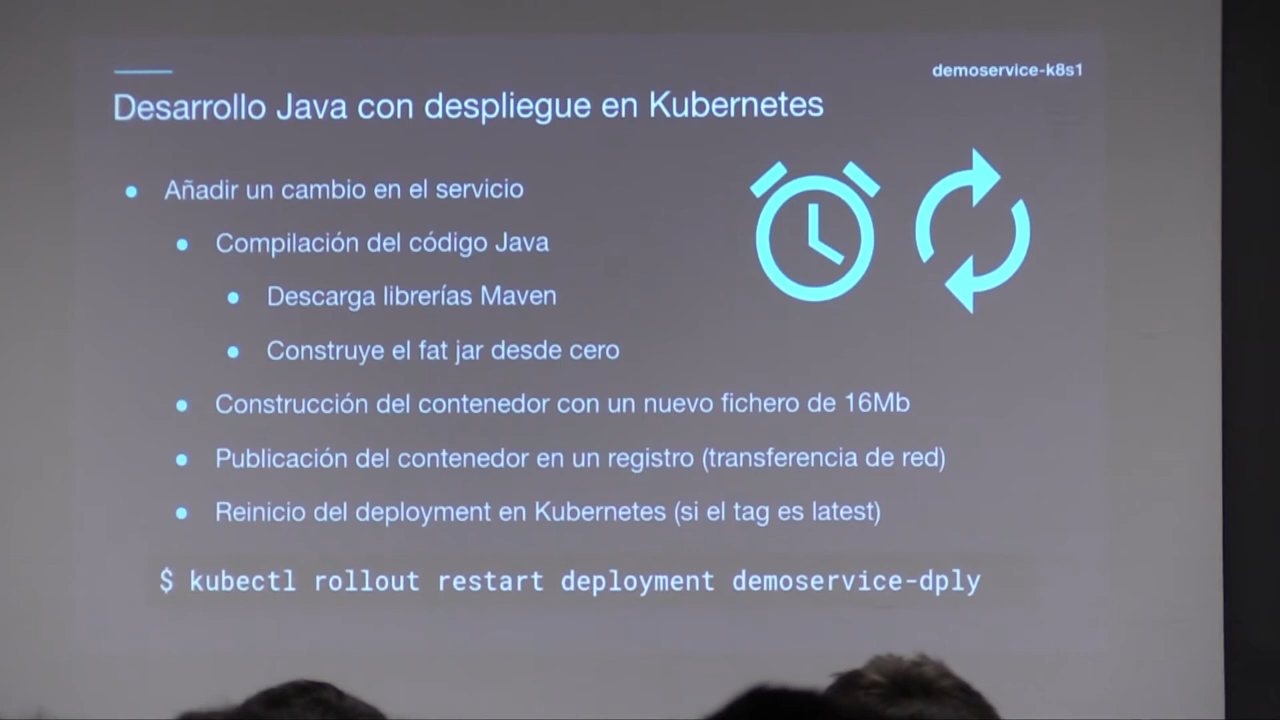 demoservice-k8s1
Desarrollo Java con despliegue en Kubernetes
• Añadir un cambio en el servicio
• Compilación del código Java
• Descarga librerías Maven
• Construye el fat jar desde cero
• Construcción del contenedor con un nuevo fichero de 16Mb
• Publicación del contenedor en un registro (transferencia de red)
• Reinicio del deployment en Kubernetes (si el tag es latest)
$ kubectl rollout restart deployment demoservice-dply